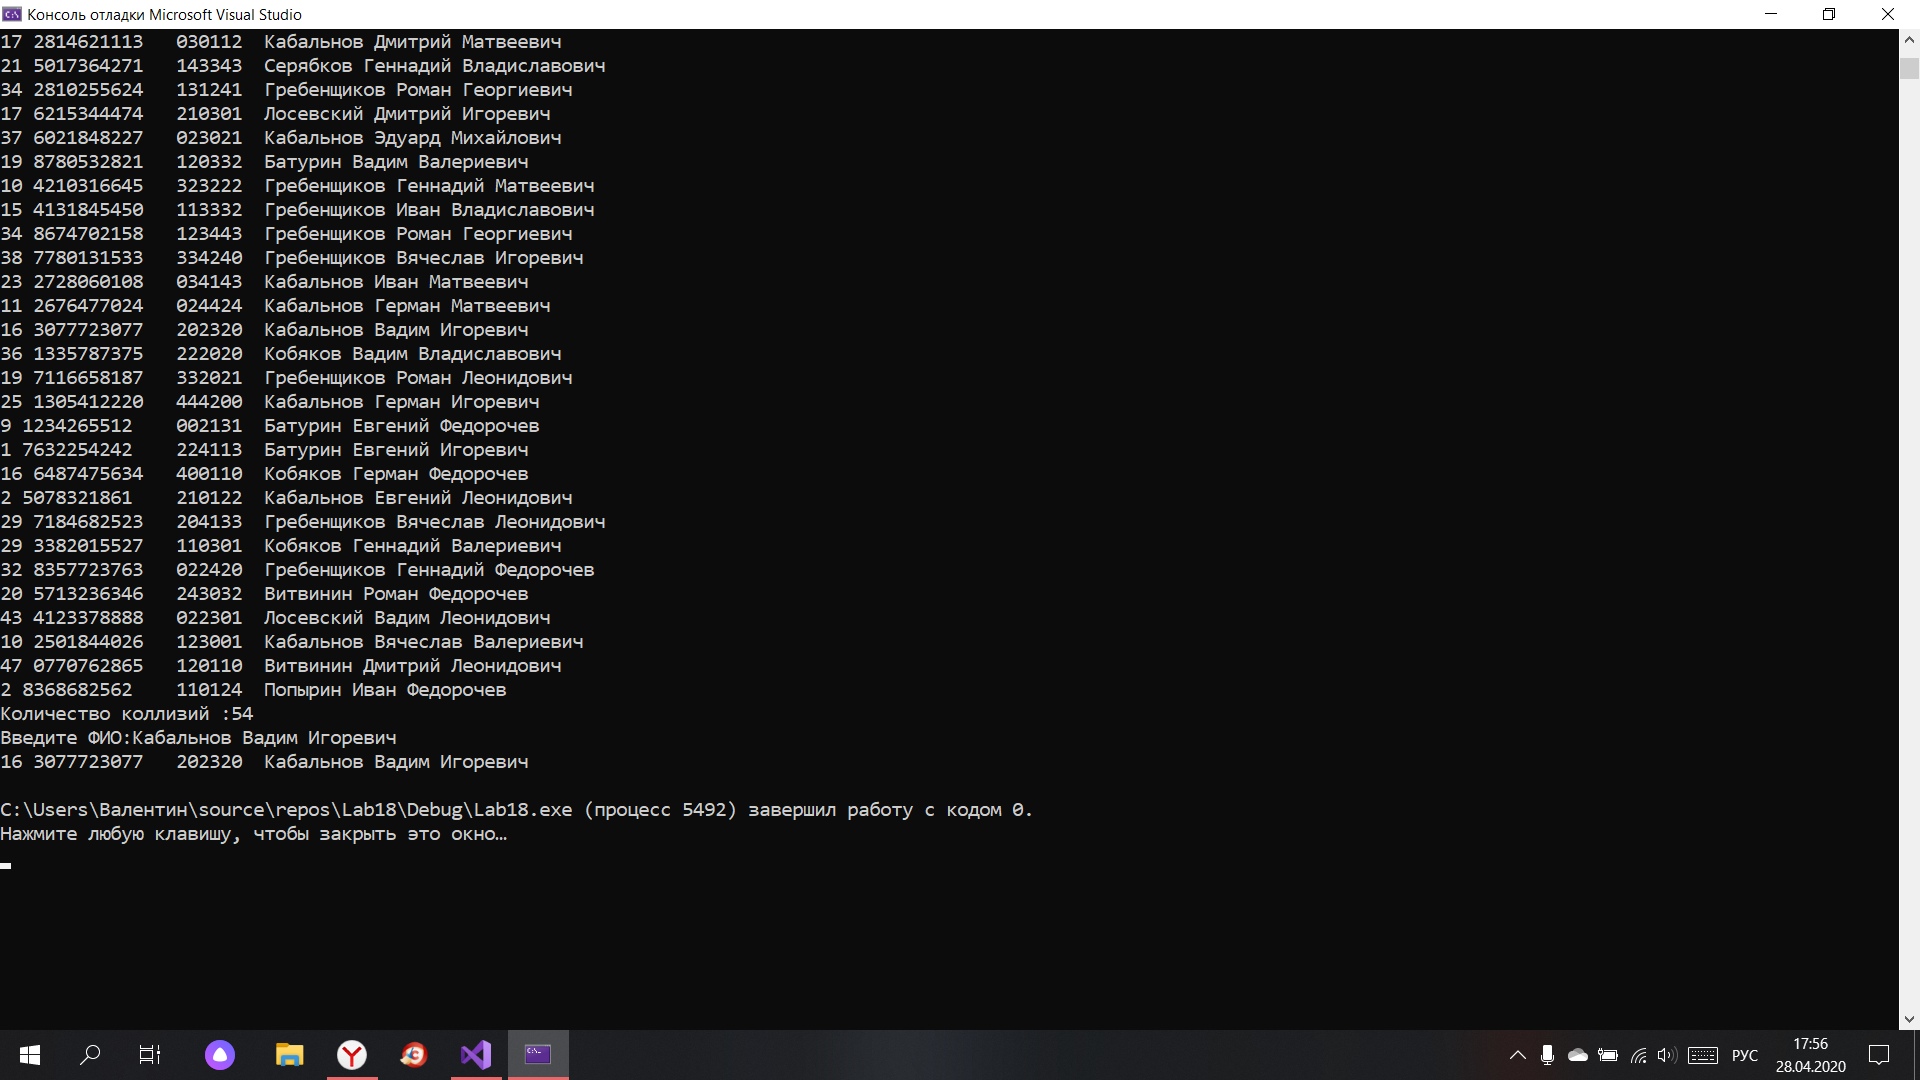 Консоль отладки Microsoft Visual Studio
17 2814621113   030112  Кабальнов Дмитрий Матвеевич
21 5017364271   143343  Серябков Геннадий Владиславович
34 2810255624   131241  Гребенщиков Роман Георгиевич
17 6215344474   210301  Лосевский Дмитрий Игоревич
37 6021848227   023021  Кабальнов Эдуард Михайлович
19 8780532821   120332  Батурин Вадим Валериевич
10 4210316645   323222  Гребенщиков Геннадий Матвеевич
15 4131845450   113332  Гребенщиков Иван Владиславович
34 8674702158   123443  Гребенщиков Роман Георгиевич
38 7780131533   334240  Гребенщиков Вячеслав Игоревич
23 2728060108   034143  Кабальнов Иван Матвеевич
11 2676477024   024424  Кабальнов Герман Матвеевич
16 3077723077   202320  Кабальнов Вадим Игоревич
36 1335787375   222020  Кобяков Вадим Владиславович
19 7116658187   332021  Гребенщиков Роман Леонидович
25 1305412220   444200  Кабальнов Герман Игоревич
9 1234265512    002131  Батурин Евгений Федорочев
1 7632254242    224113  Батурин Евгений Игоревич
16 6487475634   400110  Кобяков Герман Федорочев
2 5078321861    210122  Кабальнов Евгений Леонидович
29 7184682523   204133  Гребенщиков Вячеслав Леонидович
29 3382015527   110301  Кобяков Геннадий Валериевич
32 8357723763   022420  Гребенщиков Геннадий Федорочев
20 5713236346   243032  Витвинин Роман Федорочев
43 4123378888   022301  Лосевский Вадим Леонидович
10 2501844026   123001  Кабальнов Вячеслав Валериевич
47 0770762865   120110  Витвинин Дмитрий Леонидович
2 8368682562    110124  Попырин Иван Федорочев
Количество коллизий :54
Введите ФИО:Кабальнов Вадим Игоревич
16 3077723077   202320  Кабальнов Вадим Игоревич
C:\Users\Валентин\source\repos\Lab18\Debug\Lab18.exe (процесс 5492) завершил работу с кодом 0.
Нажмите любую клавишу, чтобы закрыть это окно…
РУС
17:56
28.04.2020